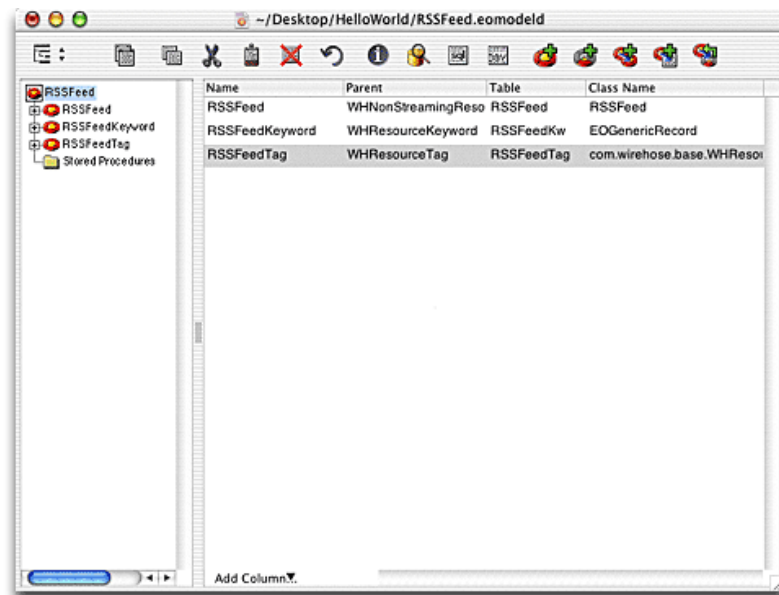 ~/Desktop/HelloWorld/RSSFeed.eomodeld
RSSFeed
RSSFeed
RSSFeedKeyword
RSSFeedTag
Stored Procedures
Name Parent Table Class Name
RSSFeed WHNonStreamingReso RSSFeed RSSFeed
RSSFeedKeyword WHResourceKeyword RSSFeedKw EOGenericRecord
RSSFeedTag WHResourceTag RSSFeedTag com.wirehose.base.WHResou
Add Column...